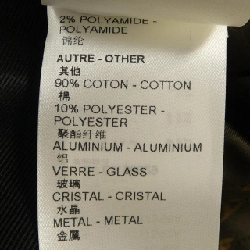 2% POLYAMIDE -
POLYAMIDE
锦纶
AUTRE - OTHER
其他
90% COTON - COTTON
棉
10% POLYESTER -
POLYESTER
聚酯纤维
ALUMINIUM - ALUMINIUM
铝
VERRE - GLASS
玻璃
CRISTAL - CRISTAL
水晶
METAL - METAL
金属